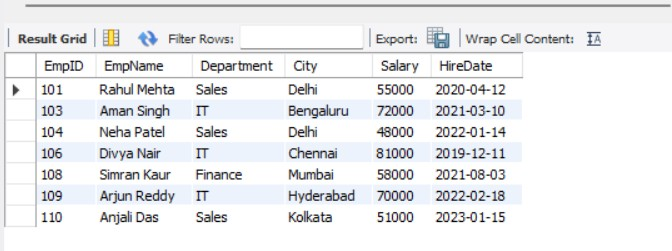 Result Grid Filter Rows: Export: Wrap Cell Content: IA
EmpID EmpName Department City Salary HireDate
101 Rahul Mehta Sales Delhi 55000 2020-04-12
103 Aman Singh IT Bengaluru 72000 2021-03-10
104 Neha Patel Sales Delhi 48000 2022-01-14
106 Divya Nair IT Chennai 81000 2019-12-11
108 Simran Kaur Finance Mumbai 58000 2021-08-03
109 Arjun Reddy IT Hyderabad 70000 2022-02-18
110 Anjali Das Sales Kolkata 51000 2023-01-15